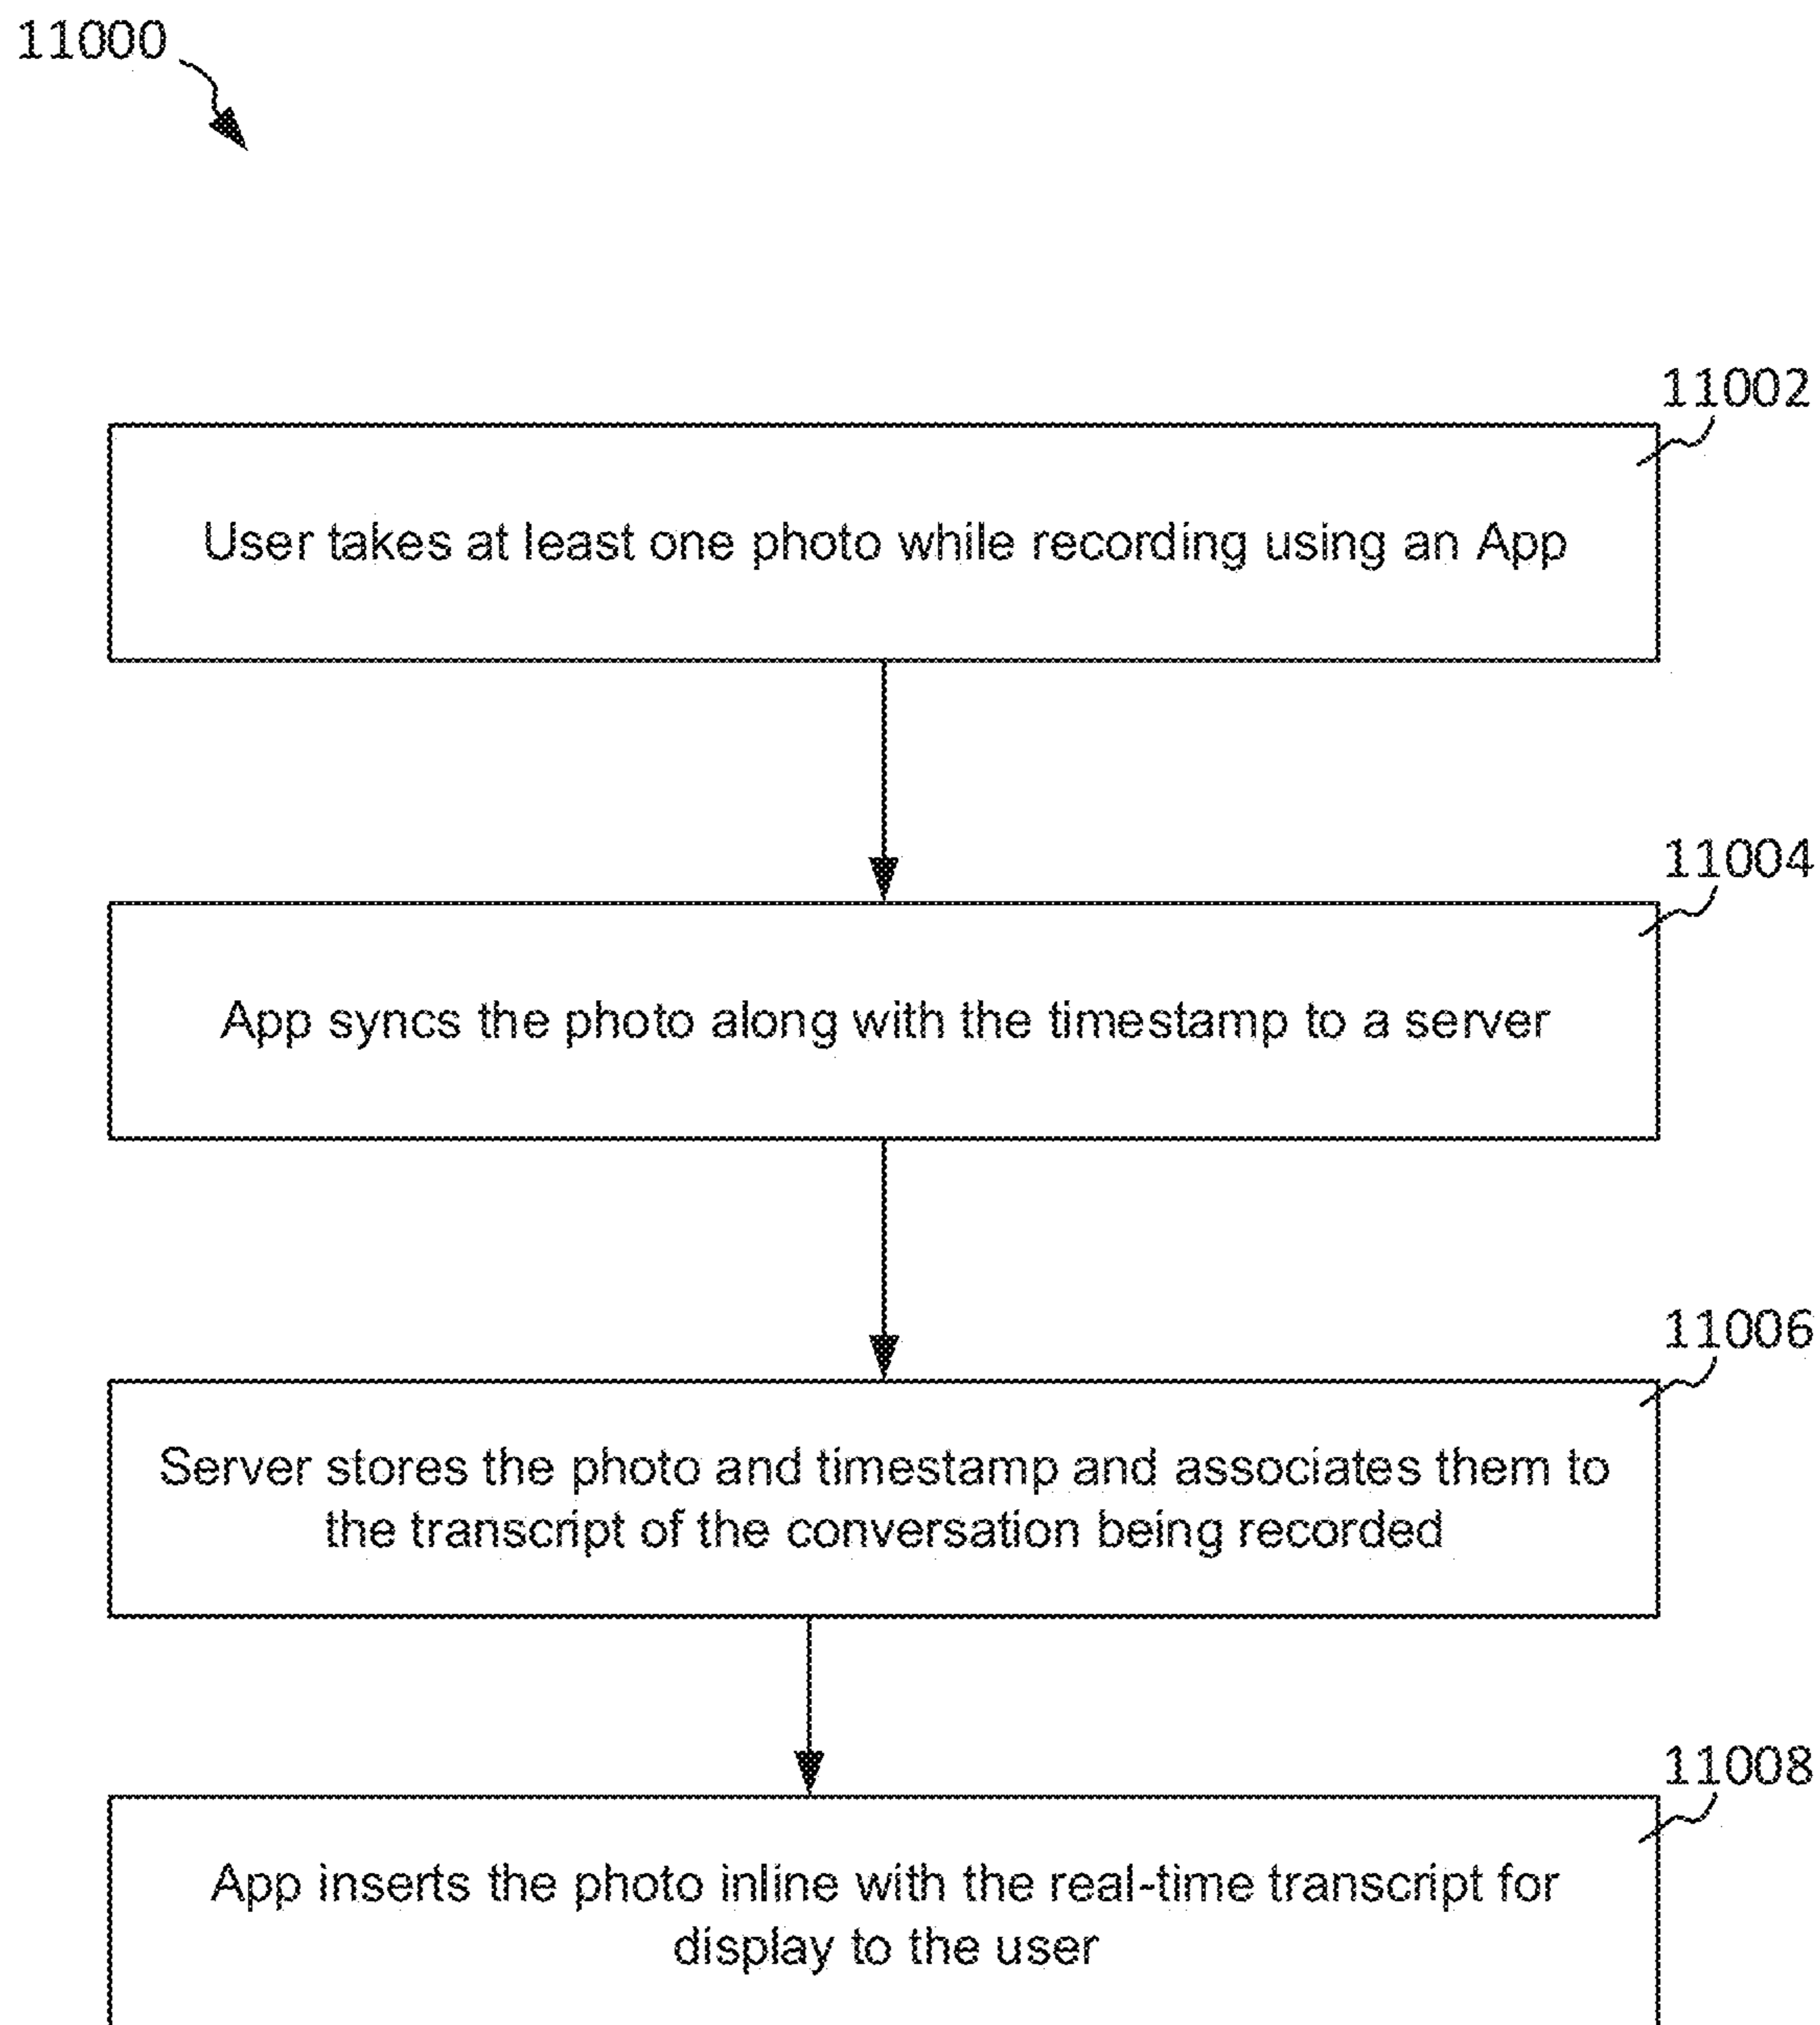 11000
11002
User takes at least one photo while recording using an App
11004
App syncs the photo along with the timestamp to a server
11006
Server stores the photo and timestamp and associates them to
the transcript of the conversation being recorded
11008
App inserts the photo inline with the real-time transcript for
display to the user